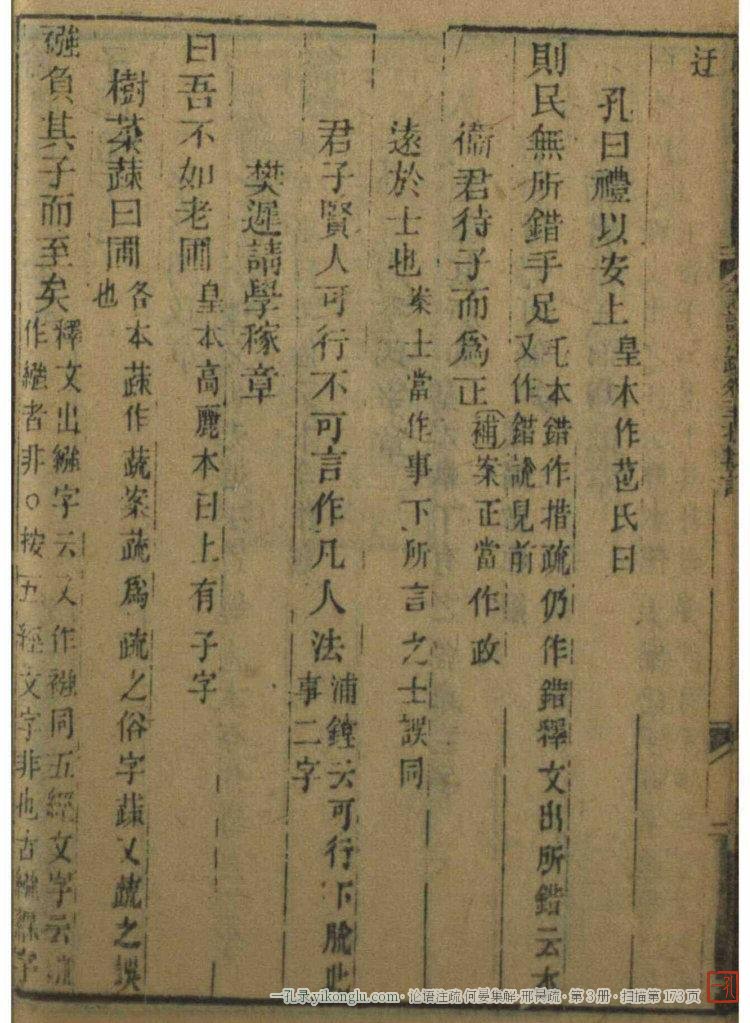 迂
孔曰禮以安上皇本作苞氏曰
則民無所錯手足兀本錯作措疏仍作錯釋文出所錯云本
又作錯說見前
衞君待子而爲正補案正當作政
遠於士也案士當作事下所言之士誤同
君子賢人可行不可言作凡人法浦鏜云可行下脫此
事二字
樊遲請學稼章
曰吾不如老圃皇本高麗本曰上有子字
樹菜蔬曰圃各本蔬作蔬案蔬爲疏之俗字蔬又疏之誤
也
襁負其子而至矣釋文出繈字云又作襁同五經文字云
作繈者非○按五經文字非也古繈緥字
一孔录yikonglu.com · 论语注疏 何晏集解·邢昺疏 · 第3册 · 扫描第173页
一孔